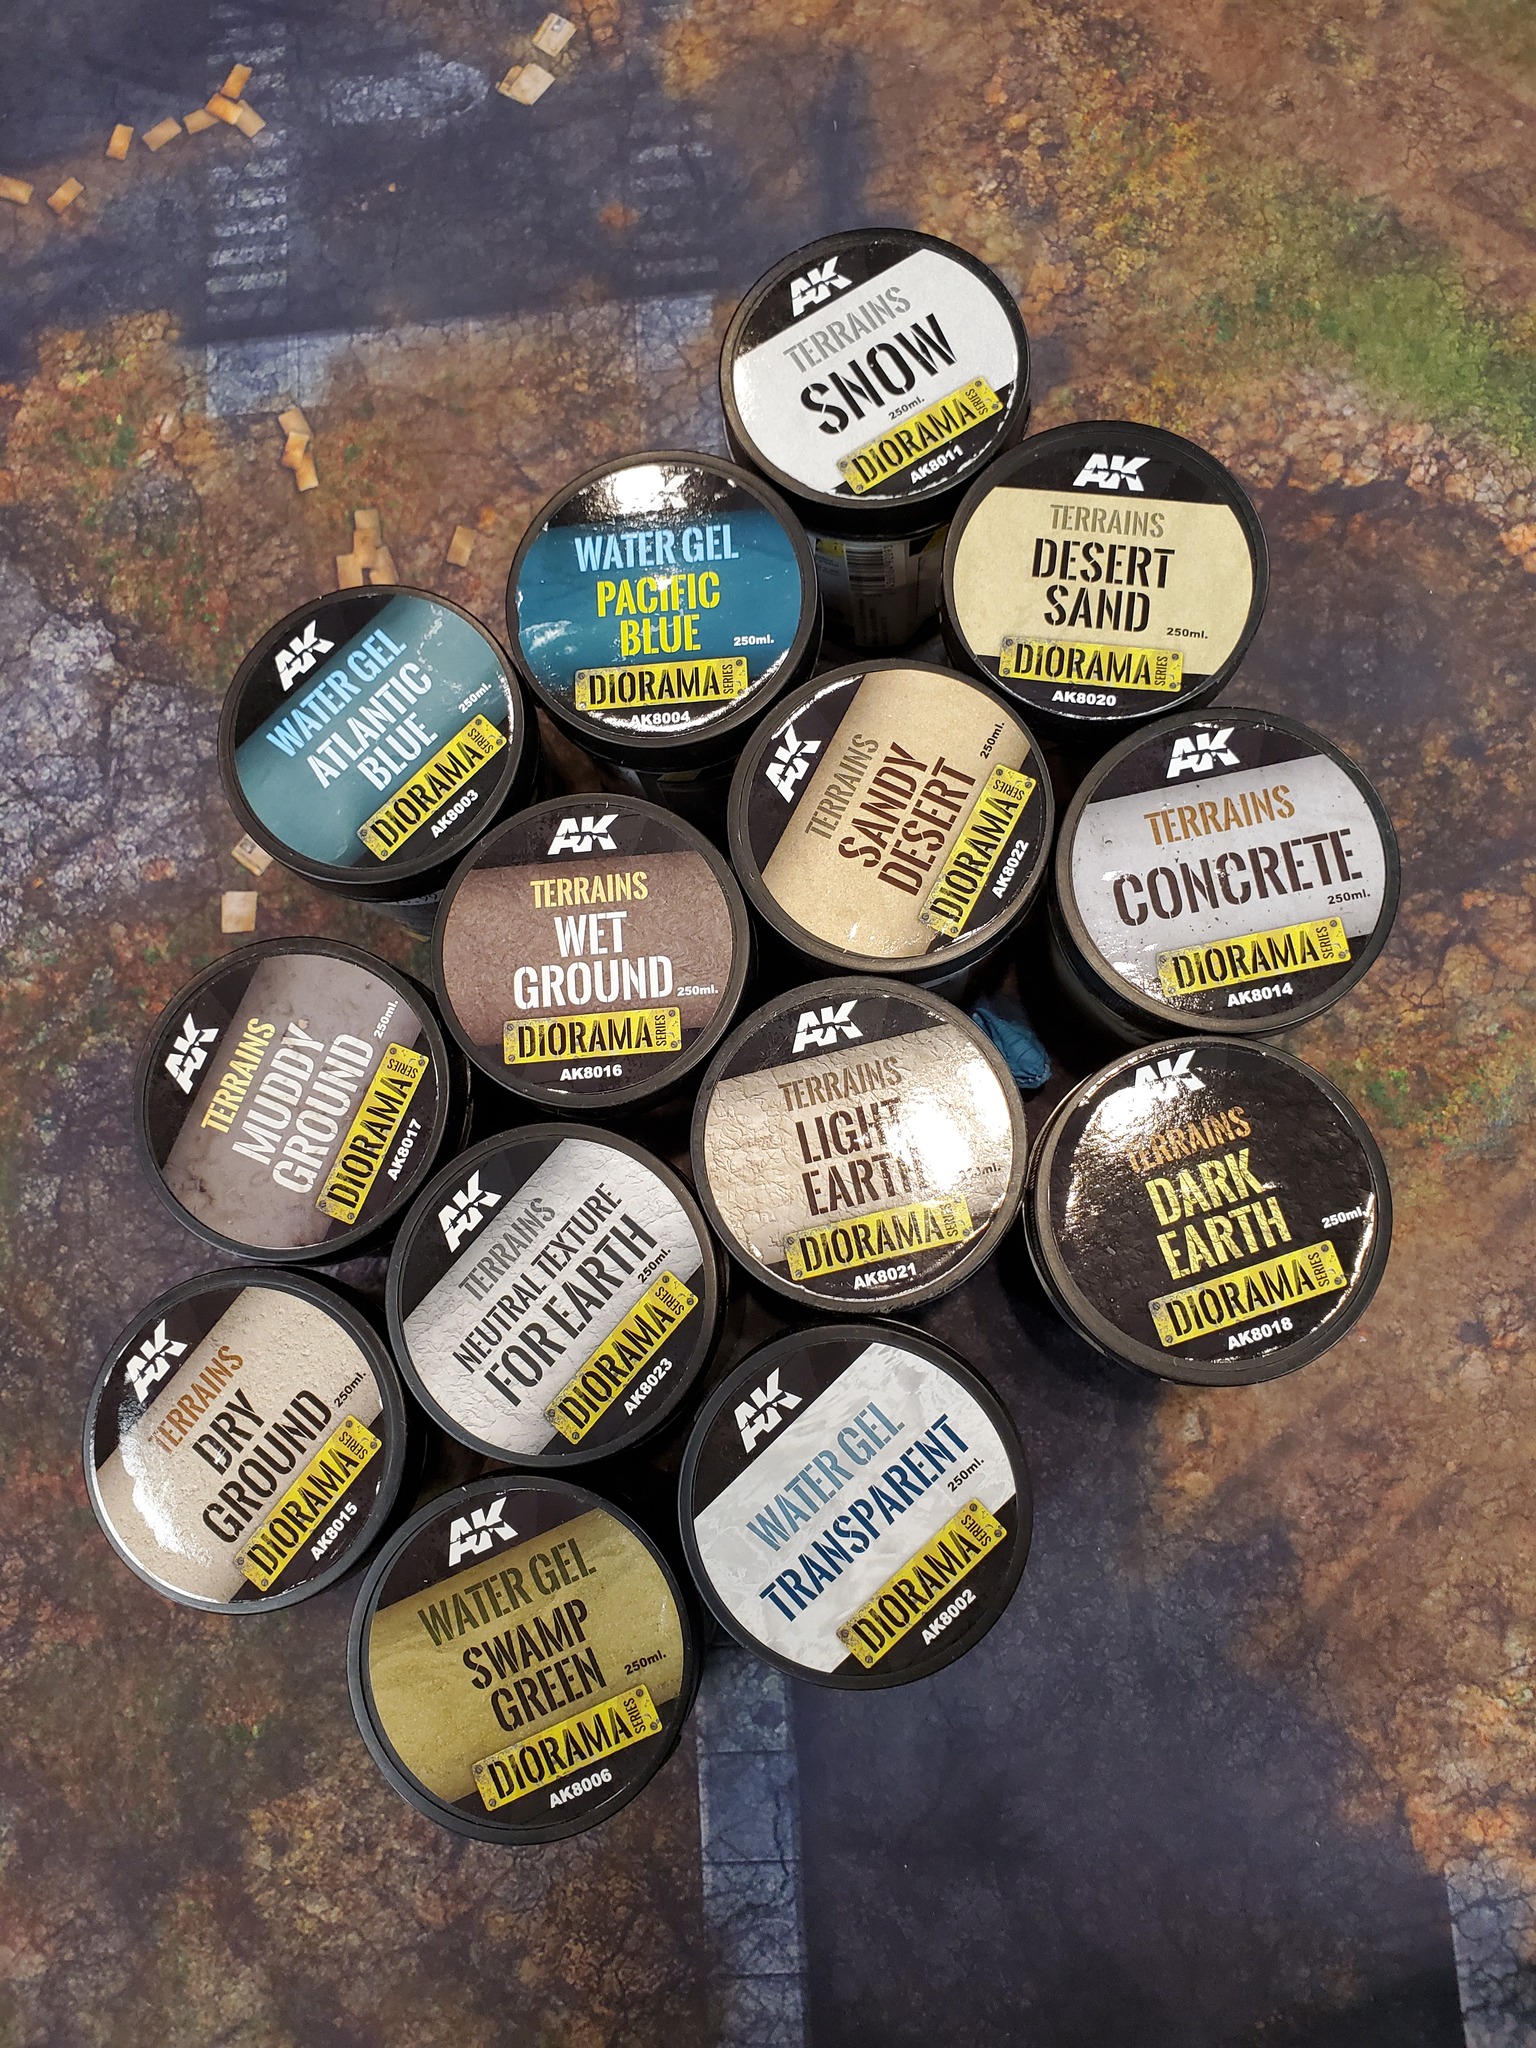 AK
TERRAINS
SNOW
250ml.
DIORAMA SERIES
AK8011
AK
TERRAINS
DESERT
SAND
250ml.
DIORAMA SERIES
AK8020
WATER GEL
PACIFIC
BLUE
250ml.
DIORAMA SERIES
AK8004
AK
WATER GEL
ATLANTIC
BLUE
250ml.
DIORAMA SERIES
AK8003
AK
TERRAINS
SANDY
DESERT
250ml.
DIORAMA SERIES
AK8022
AK
TERRAINS
CONCRETE
250ml.
DIORAMA SERIES
AK8014
AK
TERRAINS
WET
GROUND
250ml.
DIORAMA SERIES
AK8016
AK
TERRAINS
MUDDY
GROUND
250ml.
DIORAMA SERIES
AK8017
AK
TERRAINS
LIGHT
EARTH
DIORAMA SERIES
AK8021
AK
TERRAINS
DARK
EARTH
250ml.
DIORAMA SERIES
AK8018
AK
TERRAINS
NEUTRAL TEXTURE
FOR EARTH
250ml.
DIORAMA SERIES
AK8023
AK
TERRAINS
DRY
GROUND
250ml.
DIORAMA SERIES
AK8015
AK
WATER GEL
TRANSPARENT
250ml.
DIORAMA SERIES
AK8002
AK
WATER GEL
SWAMP
GREEN
250ml.
DIORAMA SERIES
AK8006